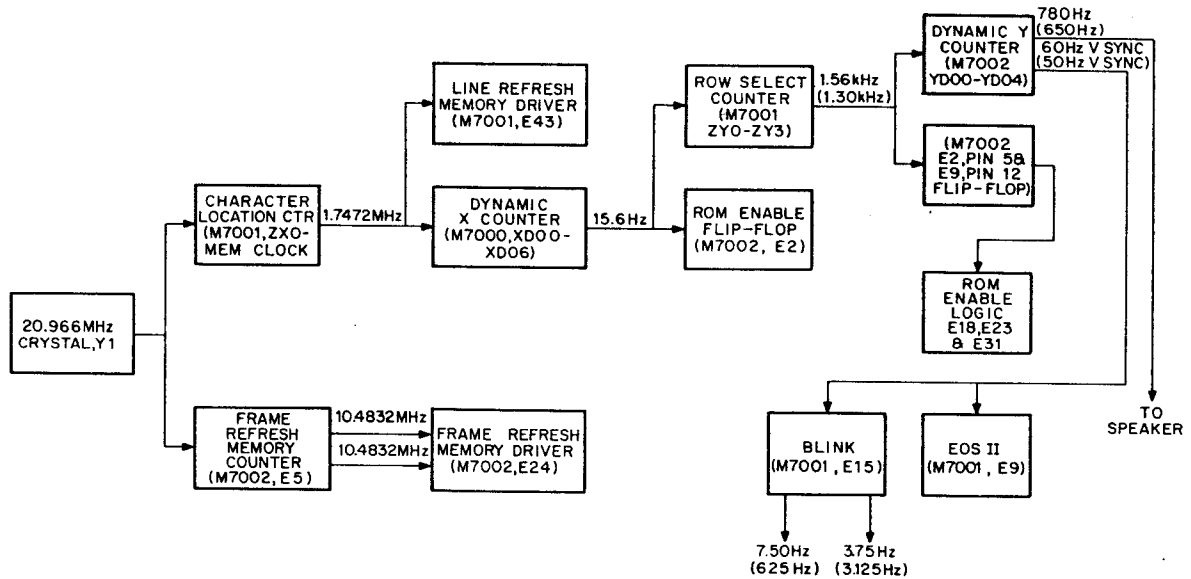 780Hz
(650Hz)
60Hz V SYNC
(50Hz V SYNC)
DYNAMIC Y
COUNTER
(M7002
YD00-YD04)
LINE REFRESH
MEMORY DRIVER
(M7001,E43)
ROW SELECT
COUNTER
(M7001
ZY0-ZY3)
1.56kHz
(1.30kHz)
(M7002
E2,PIN 5&
E9,PIN 12
FLIP-FLOP)
CHARACTER
LOCATION CTR
(M7001,ZX0-
MEM CLOCK
1.7472MHz
DYNAMIC
X COUNTER
(M7000,XD00-
XD06)
15.6Hz
ROM ENABLE
FLIP-FLOP
(M7002, E2)
ROM
ENABLE
LOGIC
E18,E23
& E31
20.966MHz
CRYSTAL,Y1
FRAME
REFRESH
MEMORY
COUNTER
(M7002,E5)
10.4832MHz
10.4832MHz
FRAME REFRESH
MEMORY DRIVER
(M7002,E24)
BLINK
(M7001,E15)
EOS II
(M7001, E9)
TO
SPEAKER
7.50Hz
(625Hz)
3.75Hz
(3.125Hz)